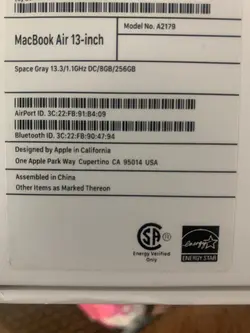 Model No. A2179
MacBook Air 13-inch
Space Gray 13.3/1.1GHz DC/8GB/256GB
AirPort ID. 3C:22:FB:91:B4:09
Bluetooth ID. 3C:22:FB:90:47:94
Designed by Apple in California
One Apple Park Way Cupertino CA 95014 USA
Assembled in China
Other Items as Marked Thereon
SA
Energy Verified
Only
energy
ENERGY STAR